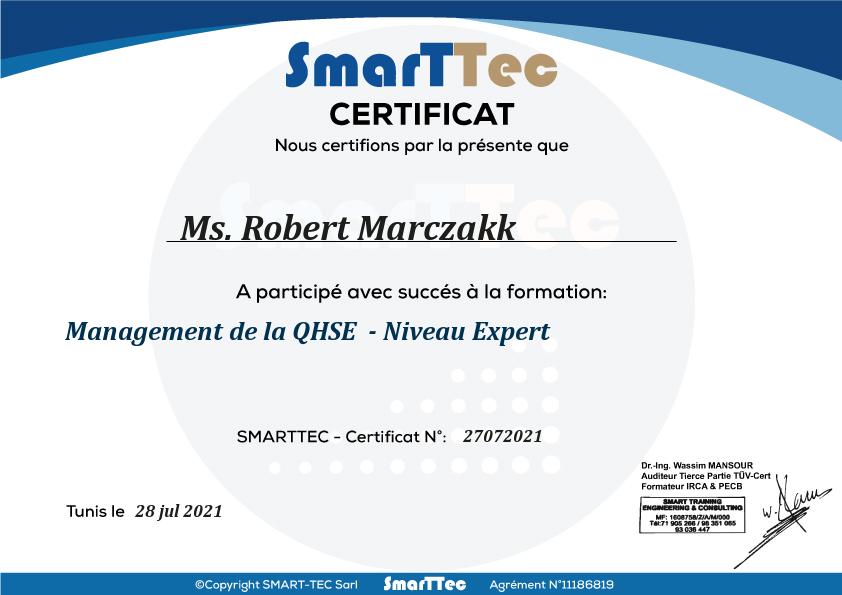 SmarTTec
CERTIFICAT
Nous certifions par la présente que
SmarTTec
Ms. Robert Marczakk
A participé avec succés à la formation:
Management de la QHSE - Niveau Expert
SMARTTEC - Certificat N°: 27072021
Dr.-Ing. Wassim MANSOUR
Auditeur Tierce Partie TÜV-Cert
Formateur IRCA & PECB
SMART TRAINING
ENGINEERING & CONSULTING
MF: 1608758/Z/A/M/000
Tél:71 905 266 / 98 351 065
93 036 447
Tunis le 28 jul 2021
©Copyright SMART-TEC Sarl SmarTTec Agrément N°11186819